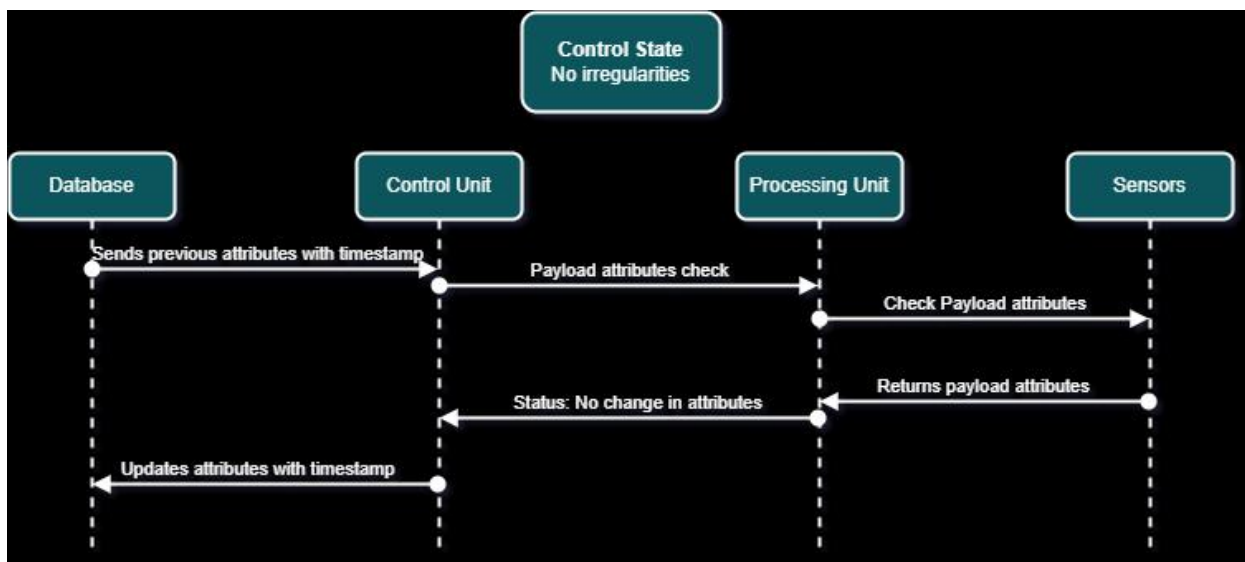 Control State
No irregularities
Database
Control Unit
Processing Unit
Sensors
Sends previous attributes with timestamp
Payload attributes check
Check Payload attributes
Returns payload attributes
Status: No change in attributes
Updates attributes with timestamp